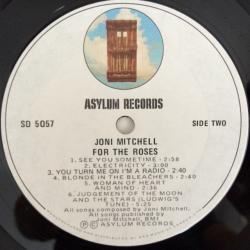 ASYLUM RECORDS
SD 5057
SIDE TWO
JONI MITCHELL
FOR THE ROSES
1. SEE YOU SOMETIME - 2:58
2. ELECTRICITY - 3:00
3. YOU TURN ME ON I'M A RADIO - 2:40
4. BLONDE IN THE BLEACHERS - 2:40
5. WOMAN OF HEART
AND MIND - 2:36
6. JUDGEMENT OF THE MOON
AND THE STARS (LUDWIG'S
TUNE) - 5:25
All songs composed by Joni Mitchell.
All songs published by
Joni Mitchell, BMI
℗ © ASYLUM RECORDS